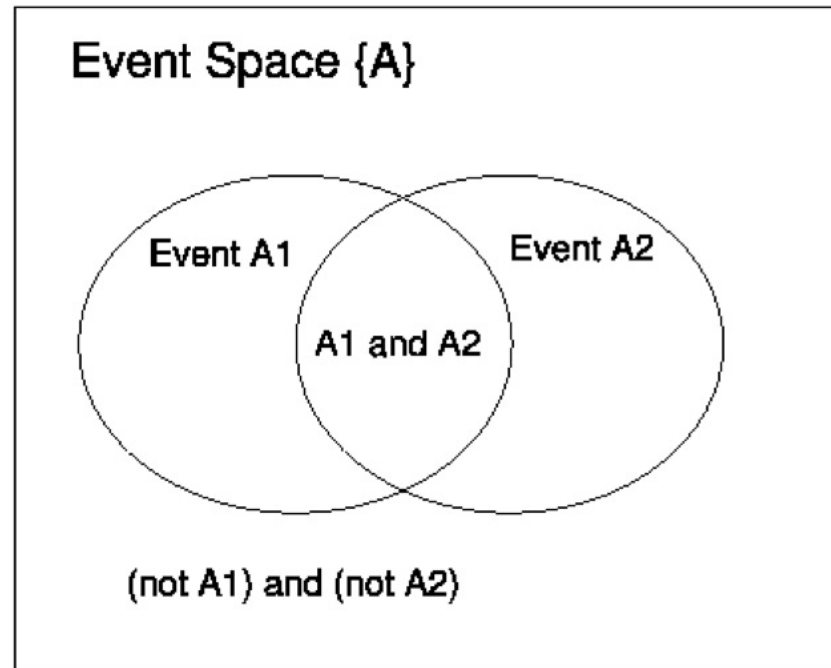 Event Space {A}
Event A1
Event A2
A1 and A2
(not A1) and (not A2)